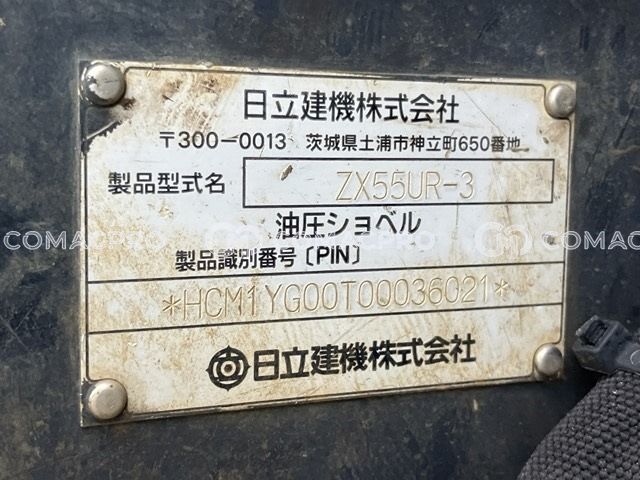 日立建機株式会社
〒300-0013 茨城県土浦市神立町650番地
製品型式名 ZX55UR-3
油圧ショベル
製品識別番号〔PIN〕
*HCM1YG00T00036021*
日立建機株式会社